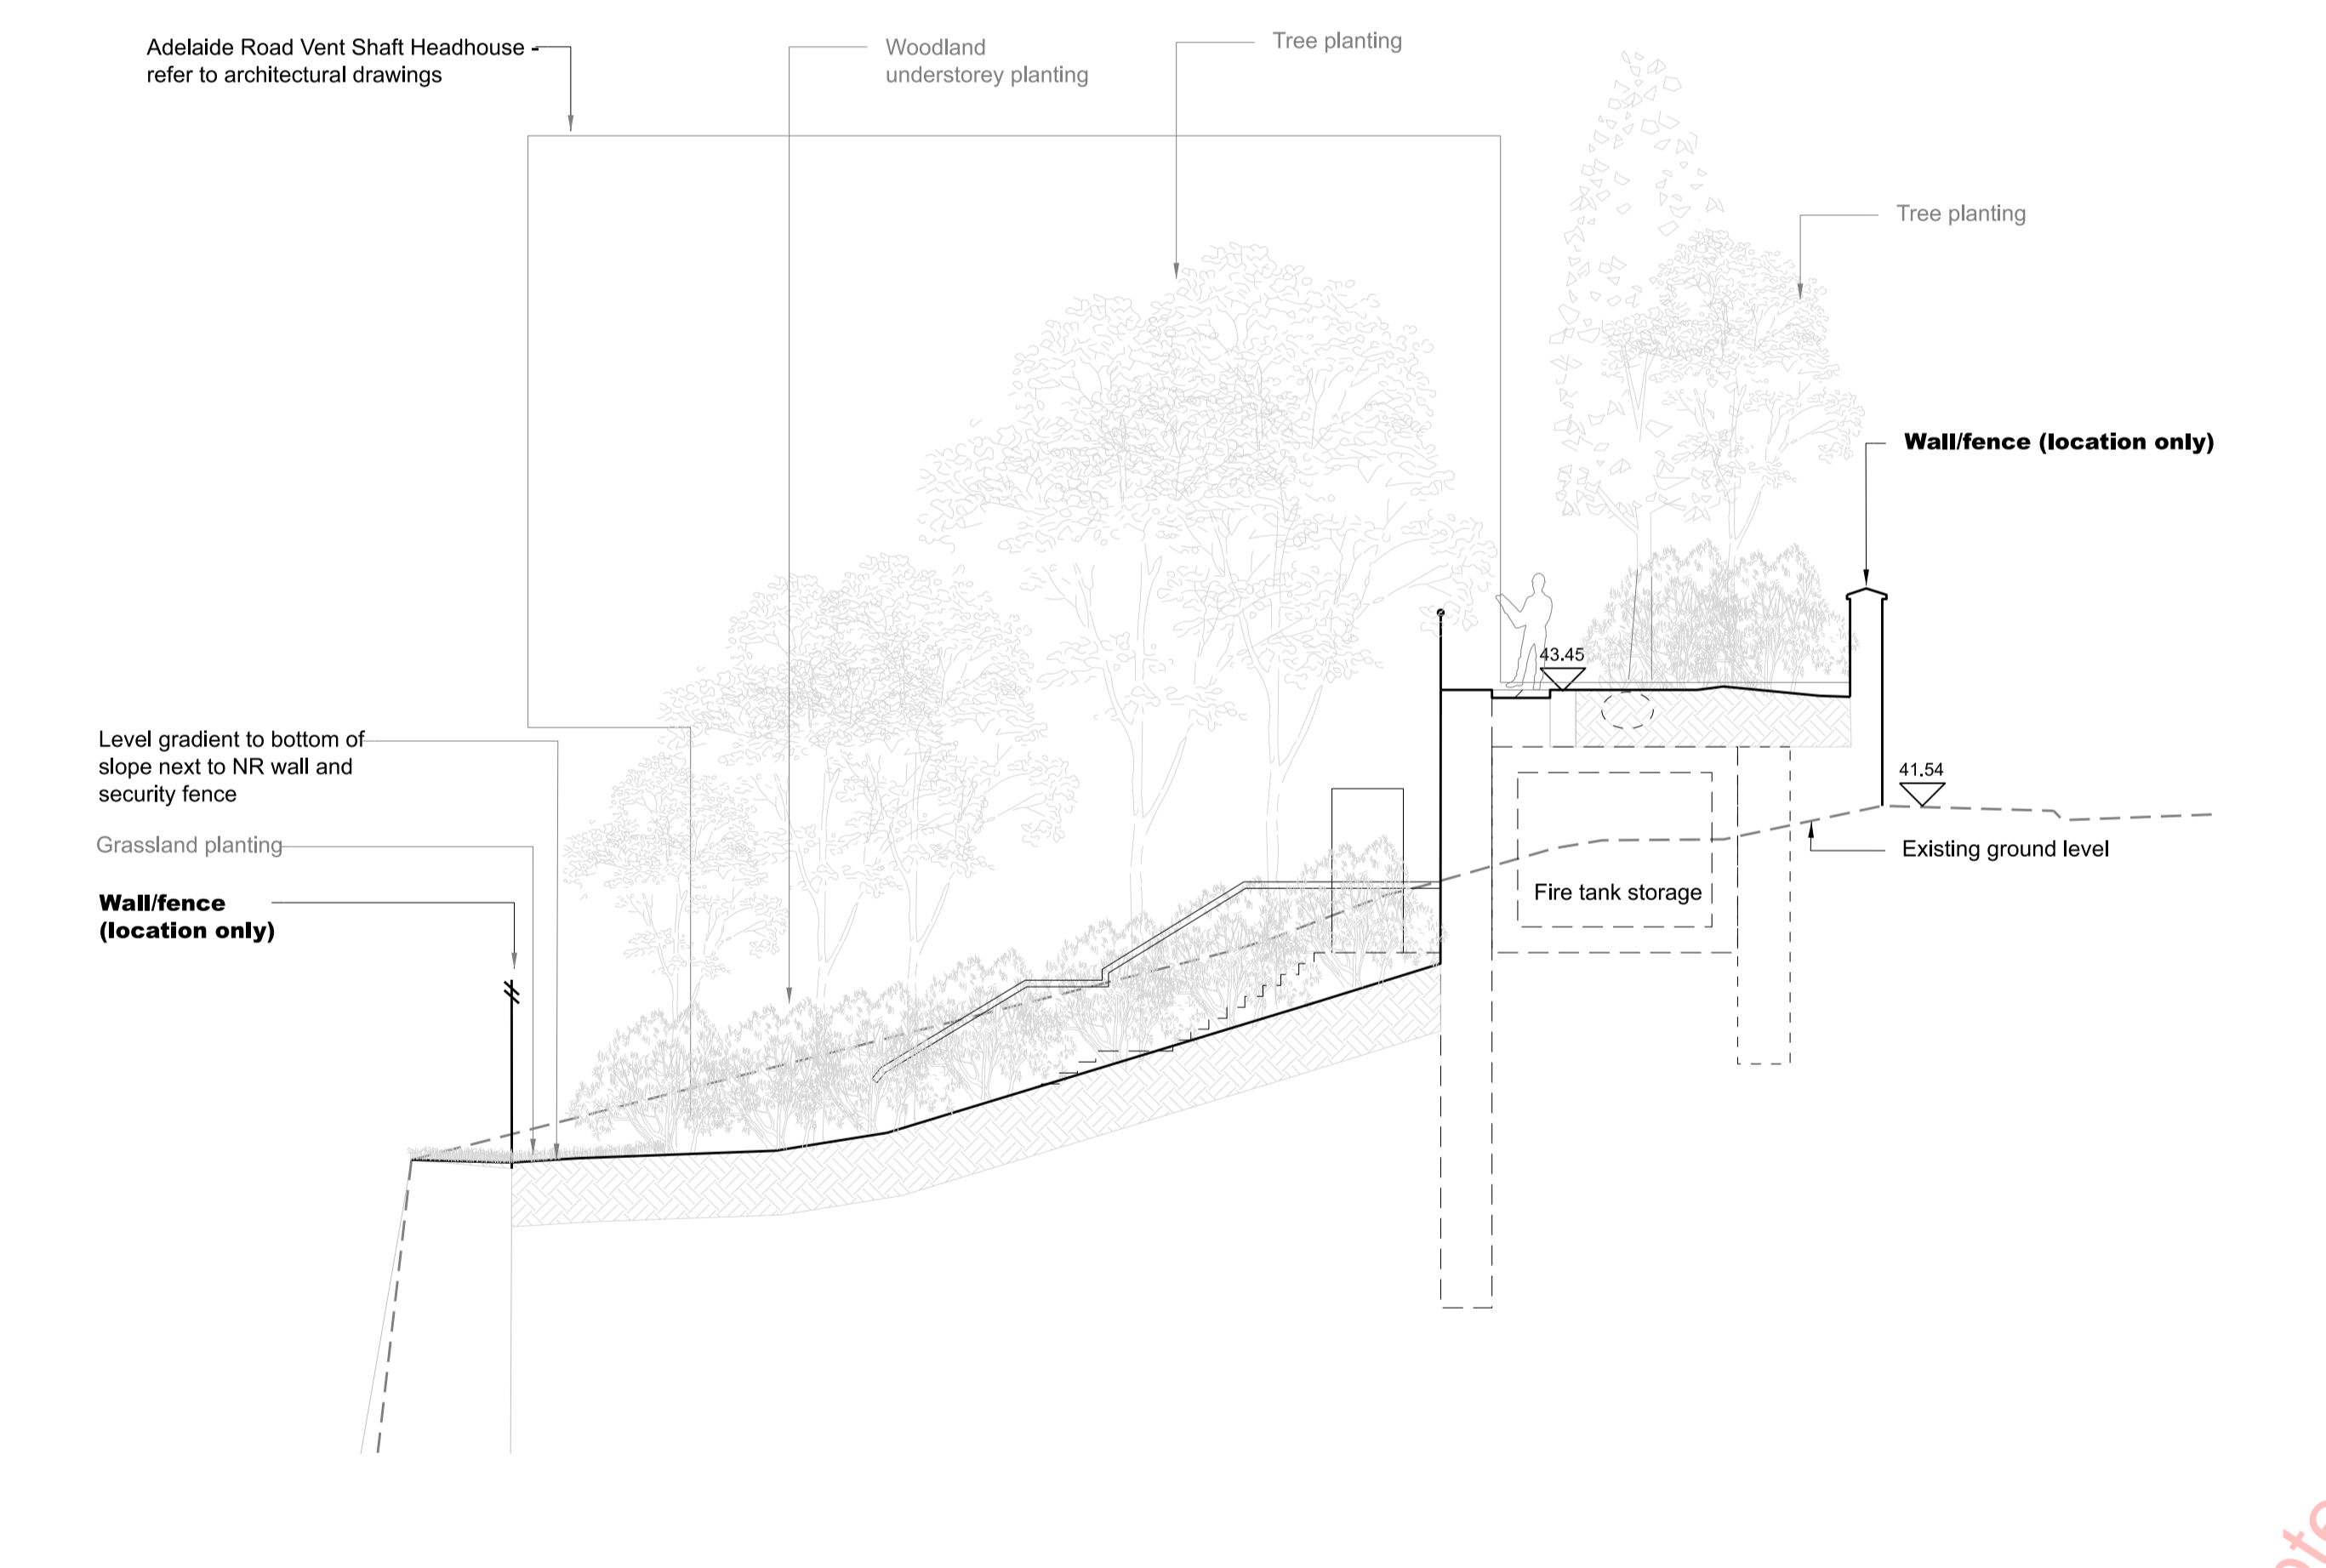 Adelaide Road Vent Shaft Headhouse -
refer to architectural drawings
Woodland
understorey planting
Tree planting
Tree planting
Wall/fence (location only)
43.45
Level gradient to bottom of
slope next to NR wall and
security fence
41.54
Grassland planting
Existing ground level
Fire tank storage
Wall/fence
(location only)